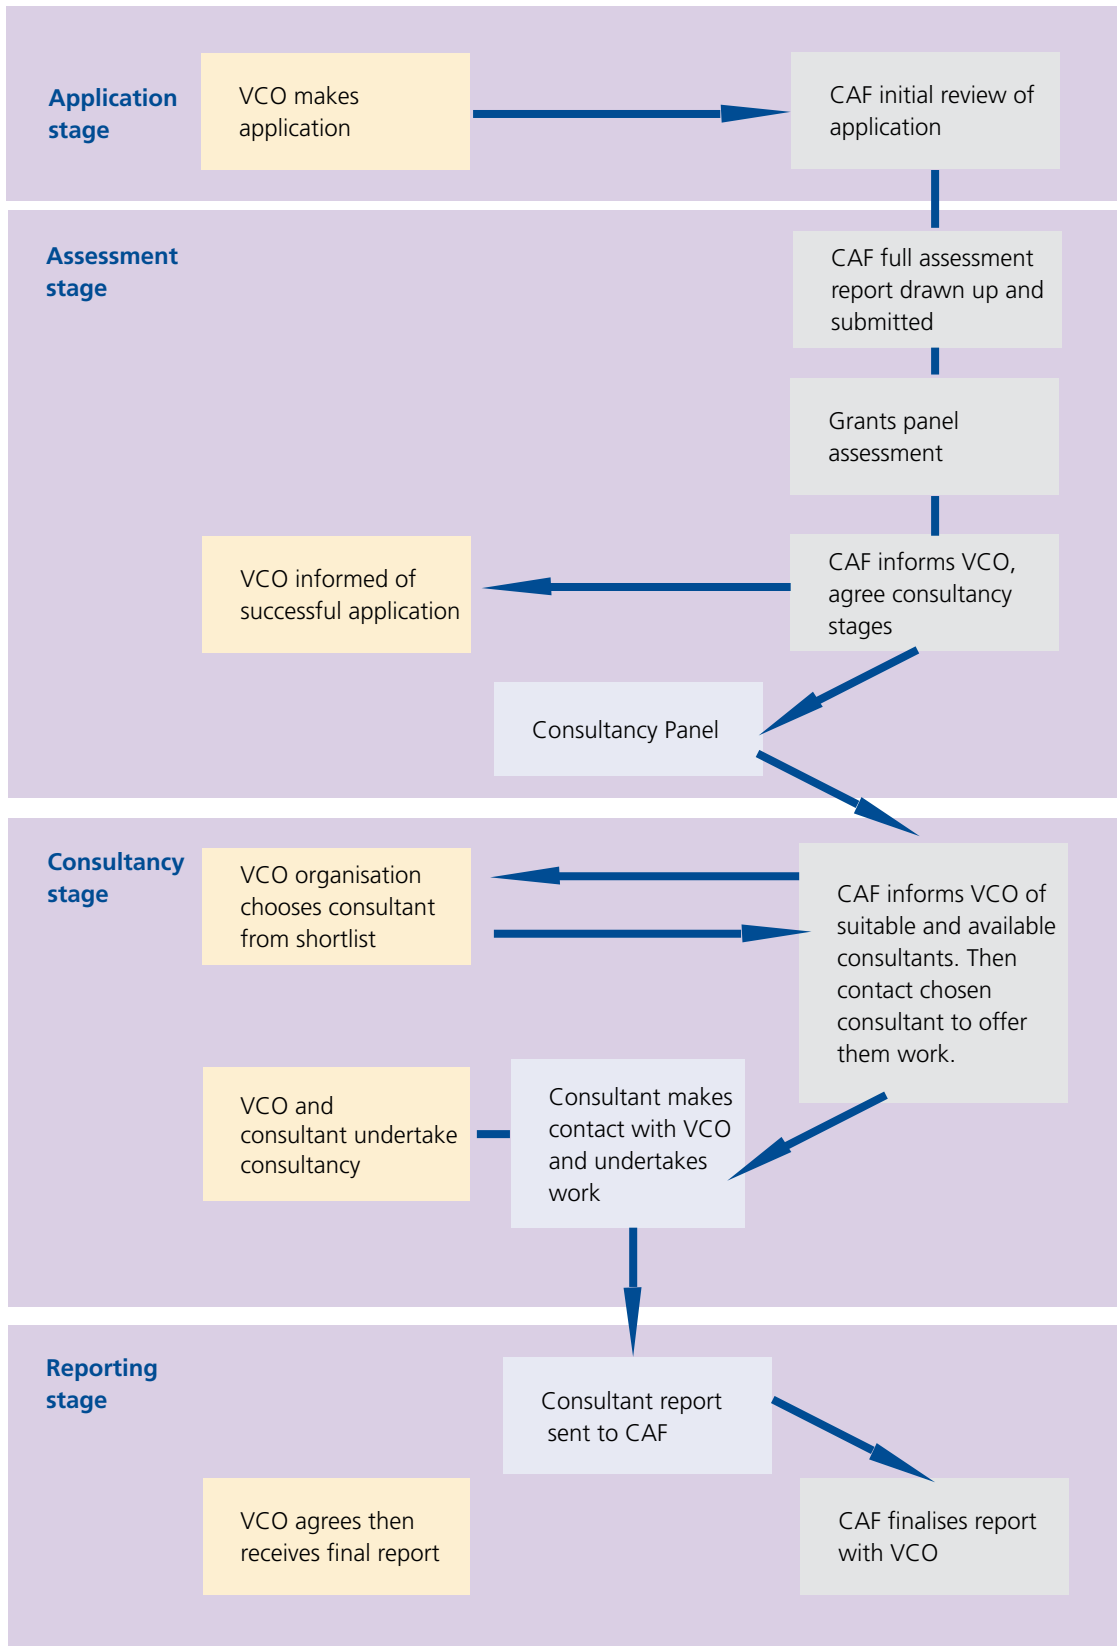 Application
stage
VCO makes
application
CAF initial review of
application
Assessment
stage
CAF full assessment
report drawn up and
submitted
Grants panel
assessment
VCO informed of
successful application
CAF informs VCO,
agree consultancy
stages
Consultancy Panel
Consultancy
stage
VCO organisation
chooses consultant
from shortlist
CAF informs VCO of
suitable and available
consultants. Then
contact chosen
consultant to offer
them work.
VCO and
consultant undertake
consultancy
Consultant makes
contact with VCO
and undertakes
work
Reporting
stage
Consultant report
sent to CAF
VCO agrees then
receives final report
CAF finalises report
with VCO